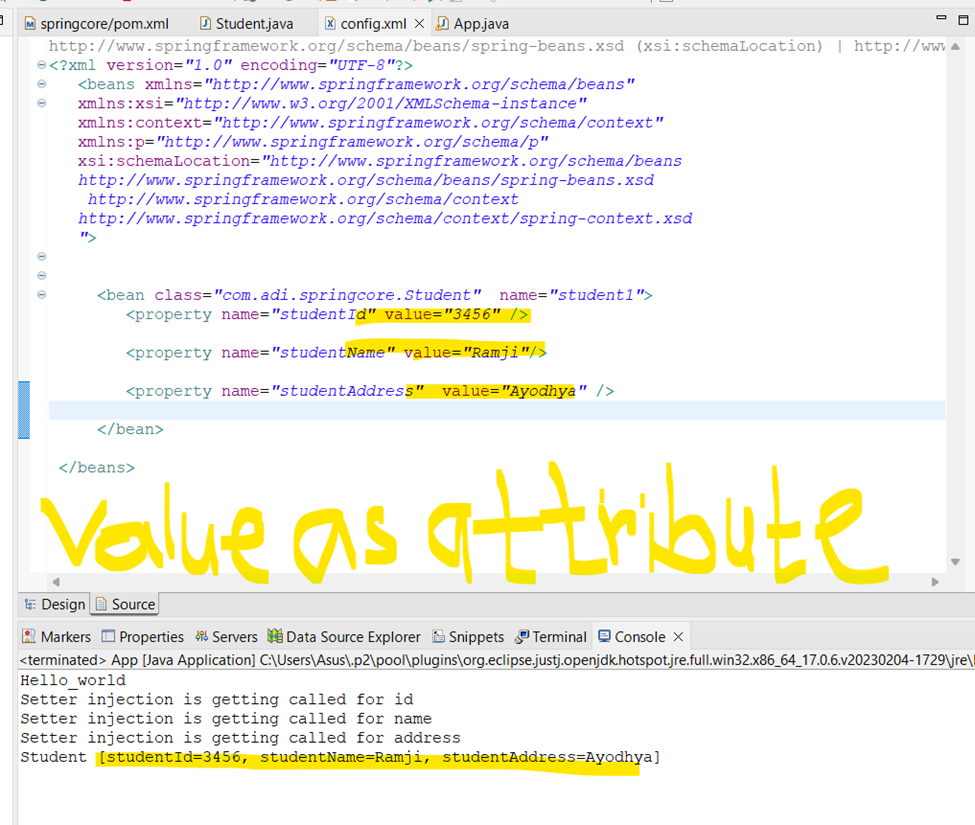 springcore/pom.xml Student.java config.xml App.java
http://www.springframework.org/schema/beans/spring-beans.xsd (xsi:schemaLocation) | http://www
<?xml version="1.0" encoding="UTF-8"?>
<beans xmlns="http://www.springframework.org/schema/beans"
xmlns:xsi="http://www.w3.org/2001/XMLSchema-instance"
xmlns:context="http://www.springframework.org/schema/context"
xmlns:p="http://www.springframework.org/schema/p"
xsi:schemaLocation="http://www.springframework.org/schema/beans
http://www.springframework.org/schema/beans/spring-beans.xsd
http://www.springframework.org/schema/context
http://www.springframework.org/schema/context/spring-context.xsd
">
<bean class="com.adi.springcore.Student" name="student1">
<property name="studentId" value="3456" />
<property name="studentName" value="Ramji"/>
<property name="studentAddress" value="Ayodhya" />
</bean>
</beans>
value as attribute
Design Source
Markers Properties Servers Data Source Explorer Snippets Terminal Console
<terminated> App [Java Application] C:\Users\Asus\.p2\pool\plugins\org.eclipse.justj.openjdk.hotspot.jre.full.win32.x86_64_17.0.6.v20230204-1729\jre\
Hello_world
Setter injection is getting called for id
Setter injection is getting called for name
Setter injection is getting called for address
Student [studentId=3456, studentName=Ramji, studentAddress=Ayodhya]